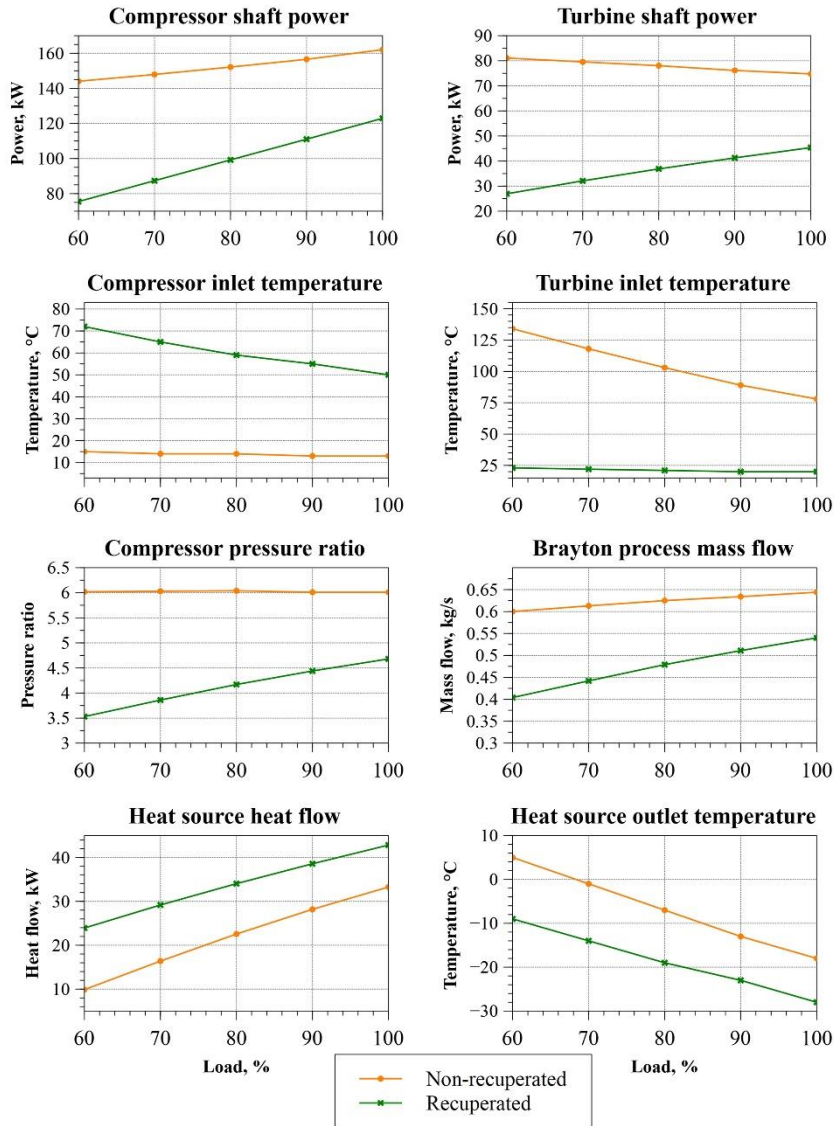 Compressor shaft power
Power, kW
160
140
120
100
80
60 70 80 90 100
Turbine shaft power
Power, kW
90
80
70
60
50
40
30
20
60 70 80 90 100
Compressor inlet temperature
Temperature, °C
80
70
60
50
40
30
20
10
60 70 80 90 100
Turbine inlet temperature
Temperature, °C
150
125
100
75
50
25
60 70 80 90 100
Compressor pressure ratio
Pressure ratio
6.5
6
5.5
5
4.5
4
3.5
3
60 70 80 90 100
Brayton process mass flow
Mass flow, kg/s
0.65
0.6
0.55
0.5
0.45
0.4
0.35
0.3
60 70 80 90 100
Heat source heat flow
Heat flow, kW
40
30
20
10
60 70 80 90 100
Load, %
Heat source outlet temperature
Temperature, °C
10
0
−10
−20
−30
60 70 80 90 100
Load, %
Non-recuperated
Recuperated